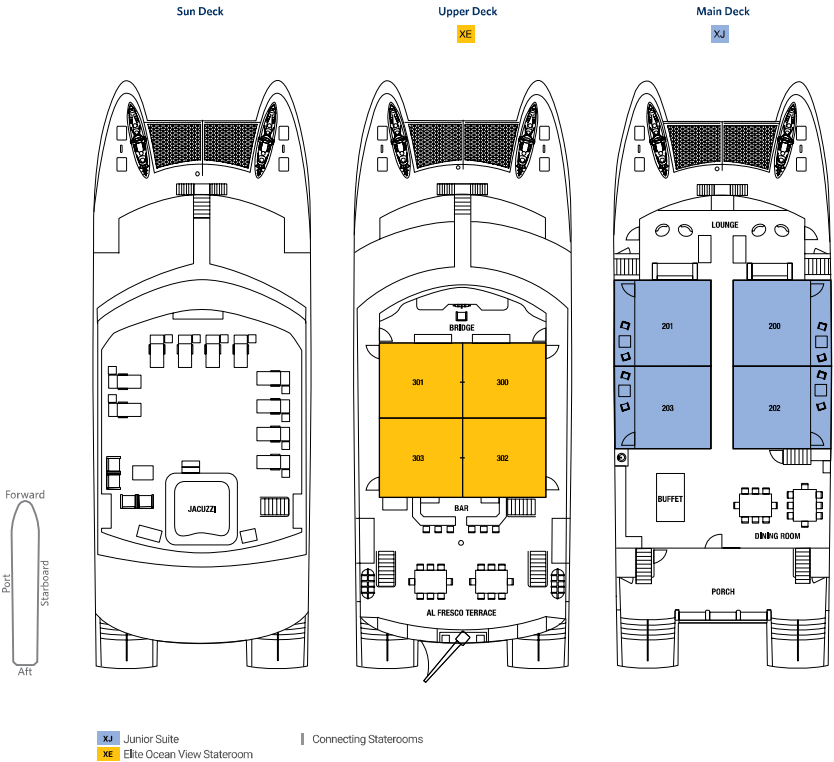 Sun Deck
Upper Deck
Main Deck
XE
XJ
LOUNGE
BRIDGE
201
200
301
300
203
202
303
302
JACUZZI
BAR
BUFFET
DINING ROOM
Forward
Port
Starboard
Aft
PORCH
AL FRESCO TERRACE
XJ Junior Suite
Connecting Staterooms
XE Elite Ocean View Stateroom